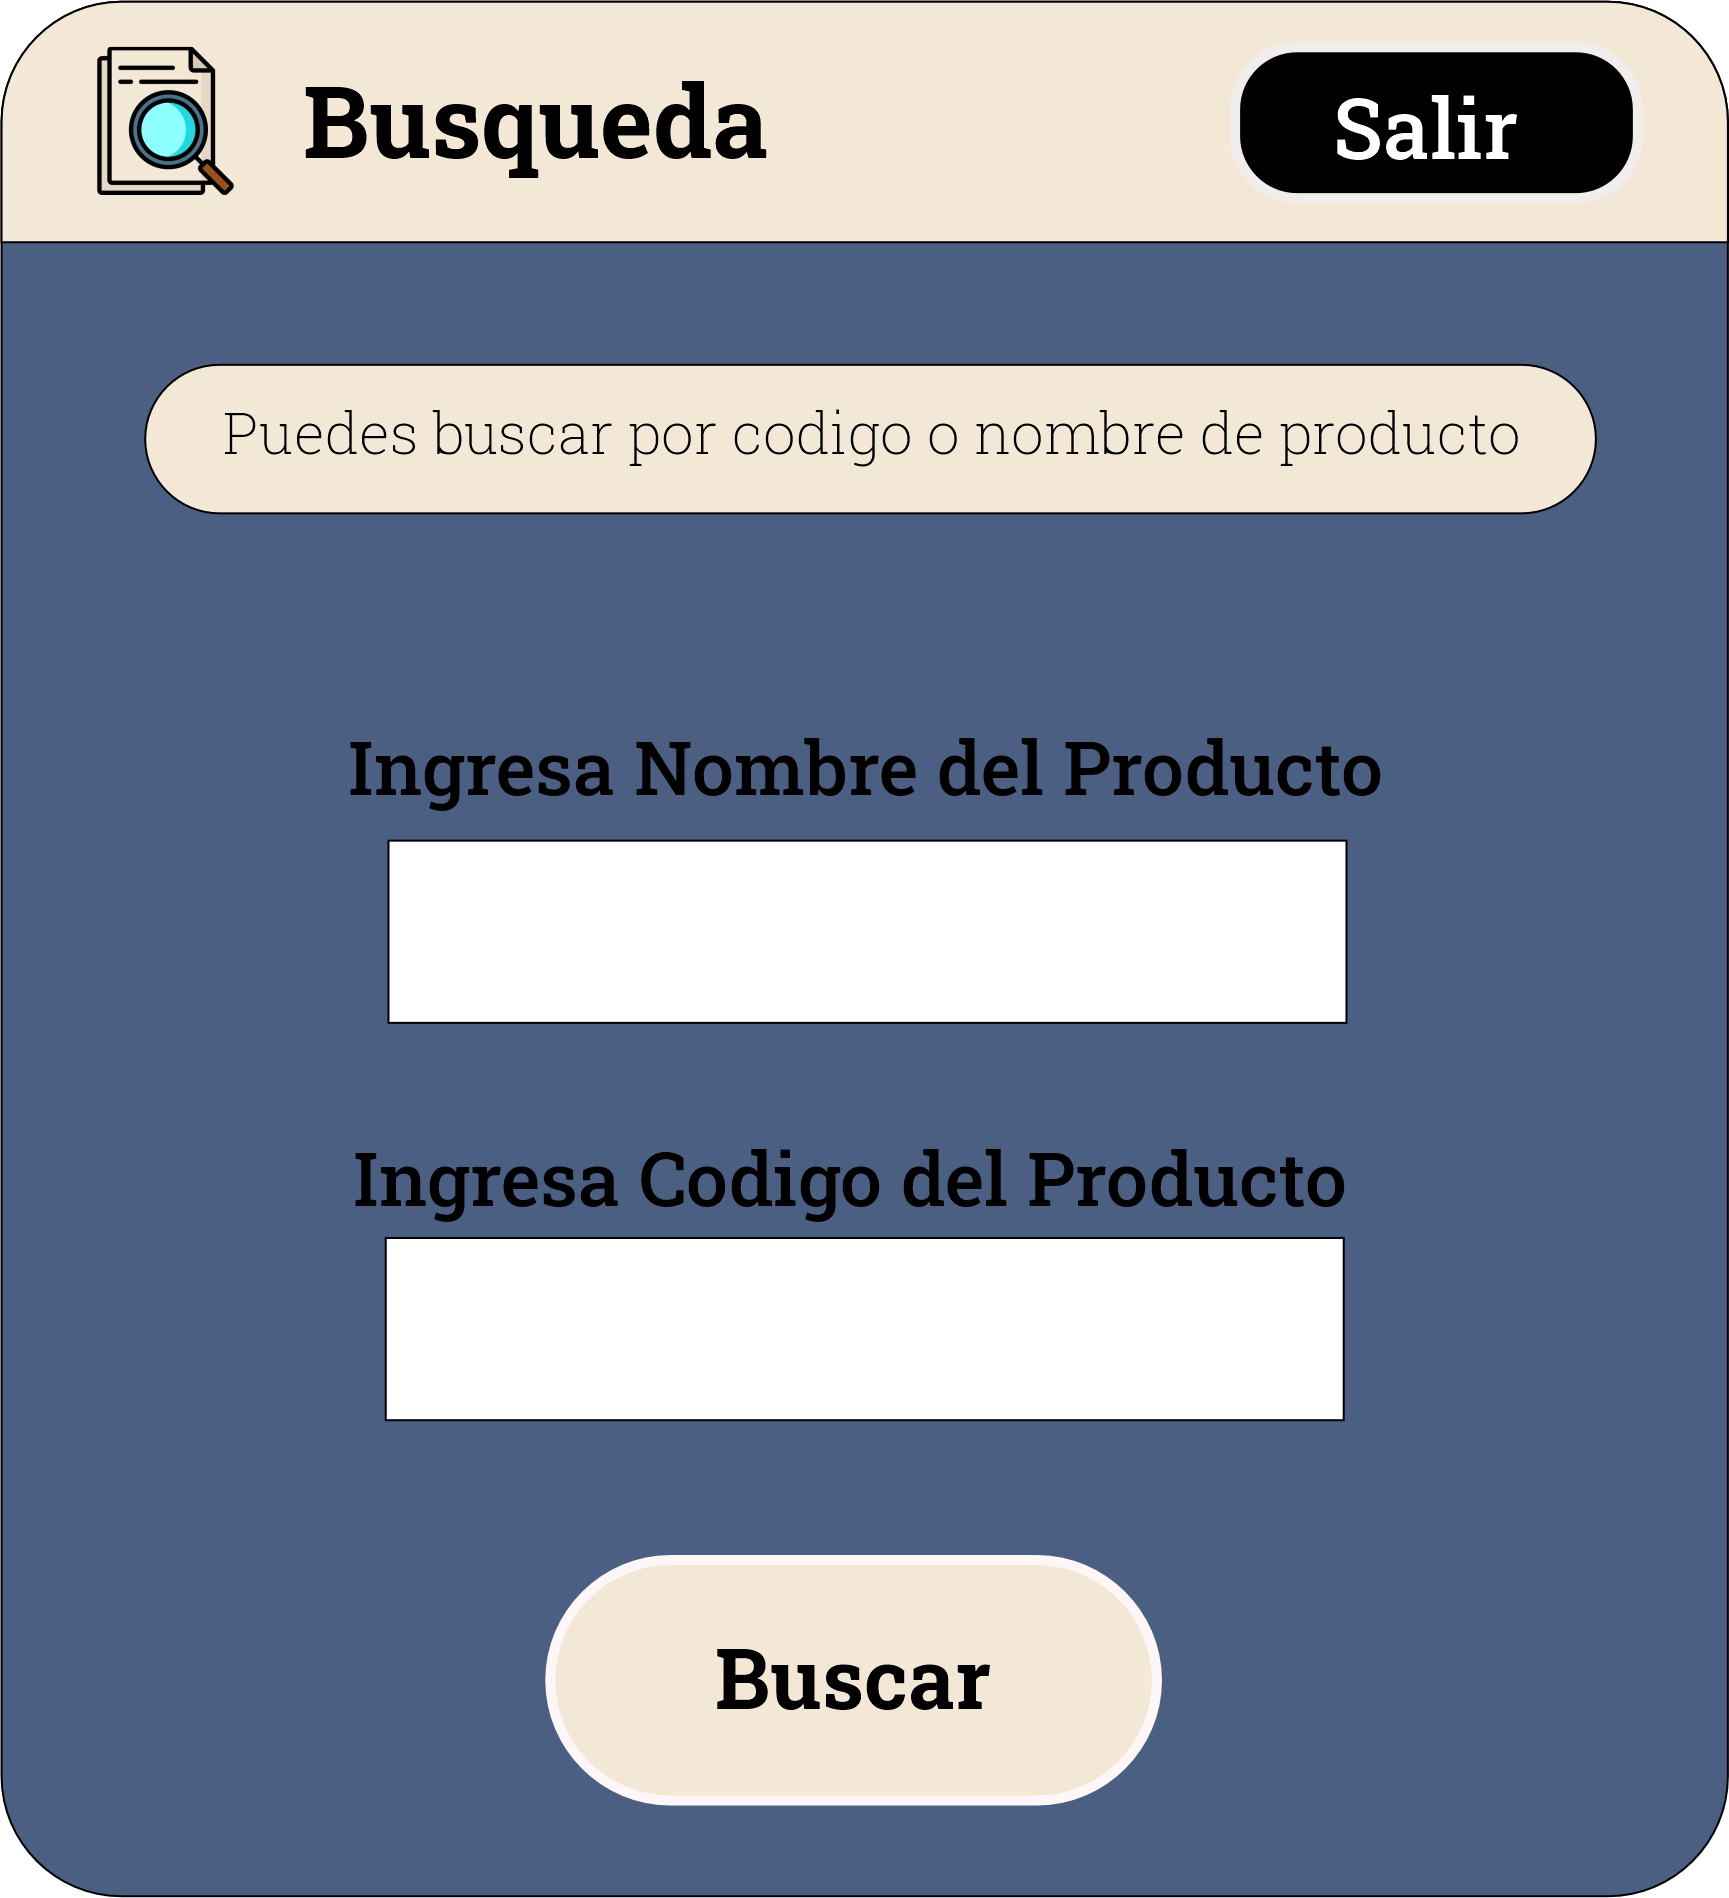 Busqueda
Salir
Puedes buscar por codigo o nombre de producto
Ingresa Nombre del Producto
Ingresa Codigo del Producto
Buscar